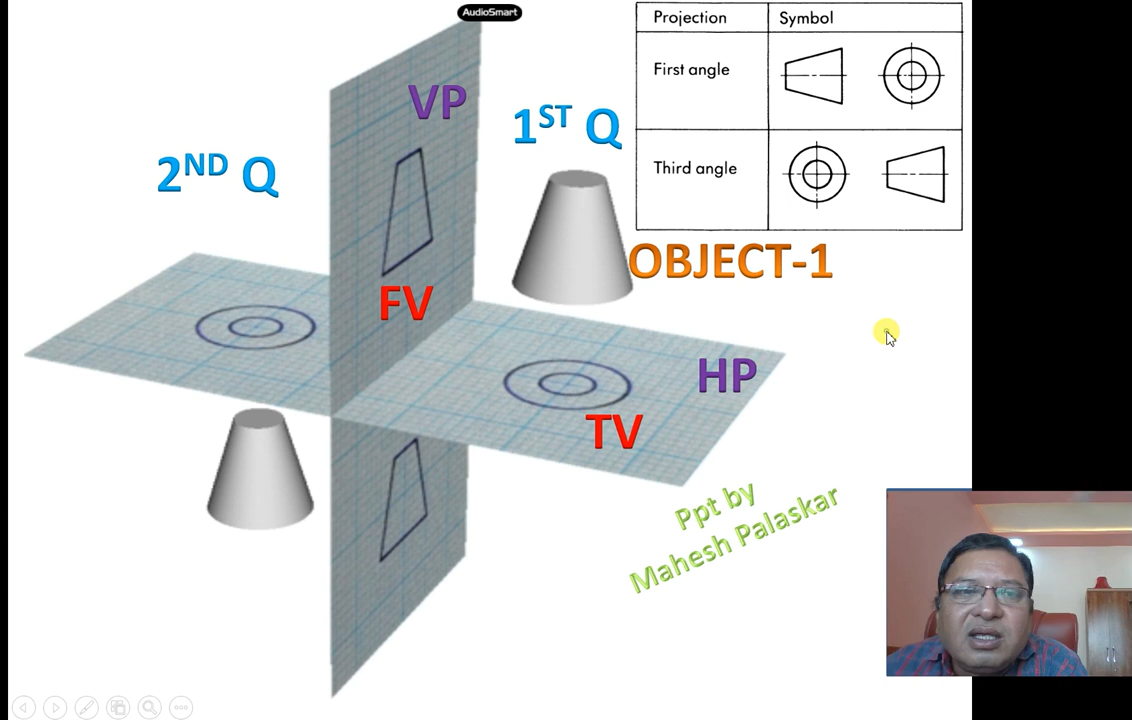 AudioSmart
Projection Symbol
First angle
Third angle
VP
1ST Q
2ND Q
OBJECT-1
FV
HP
TV
Ppt by
Mahesh Palaskar